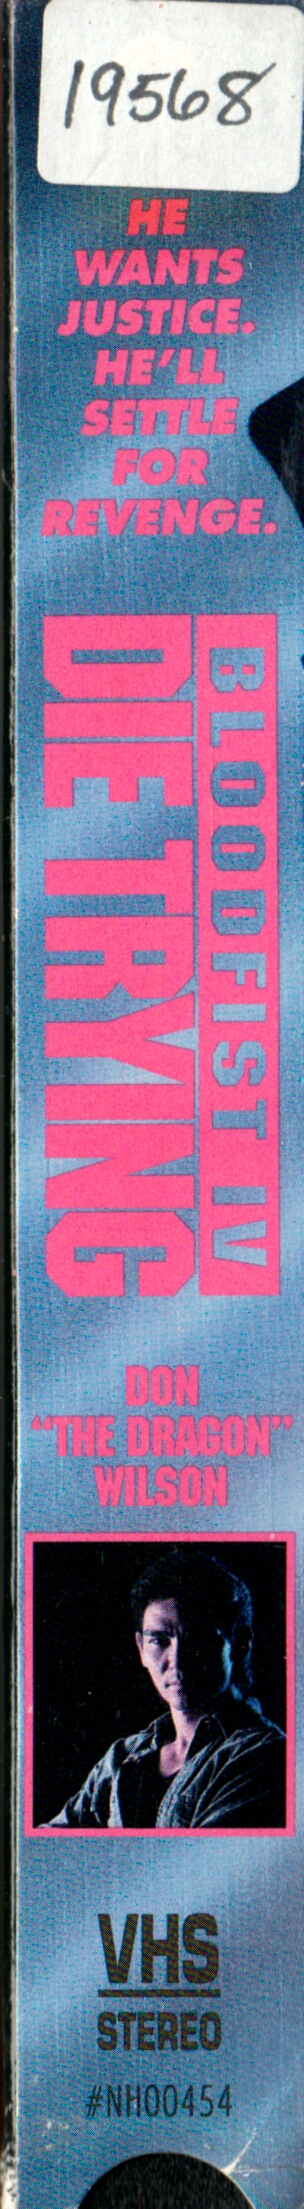 19568
HE
WANTS
JUSTICE.
HE'LL
SETTLE
FOR
REVENGE.
BLOODFIST IV
DIE TRYING
DON
"THE DRAGON"
WILSON
VHS
STEREO
#NH00454